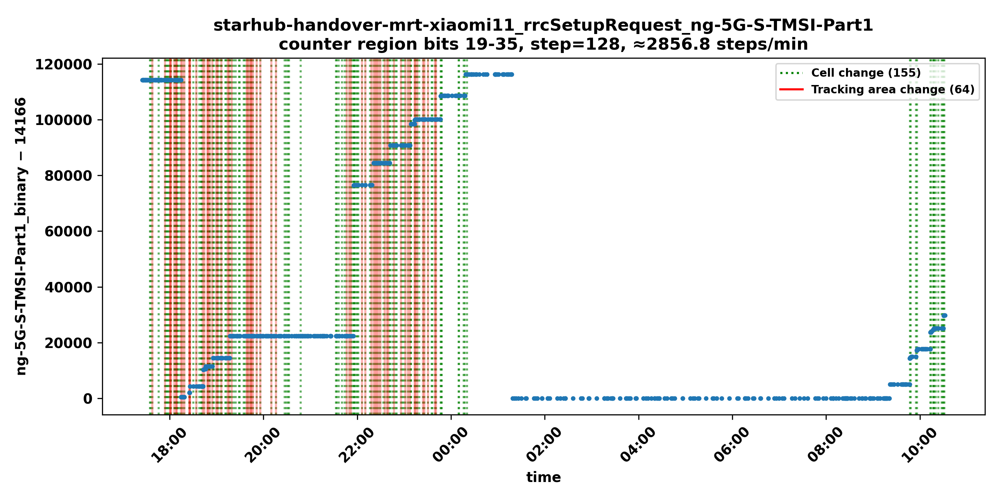 starhub-handover-mrt-xiaomi11_rrcSetupRequest_ng-5G-S-TMSI-Part1
counter region bits 19-35, step=128, ≈2856.8 steps/min
ng-5G-S-TMSI-Part1_binary − 14166
120000
100000
80000
60000
40000
20000
0
Cell change (155)
Tracking area change (64)
18:00
20:00
22:00
00:00
02:00
04:00
06:00
08:00
10:00
time